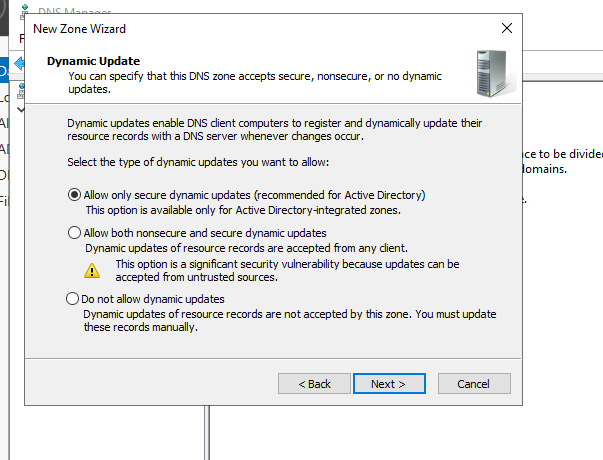 DNS Manager
New Zone Wizard
Dynamic Update
You can specify that this DNS zone accepts secure, nonsecure, or no dynamic
updates.
Dynamic updates enable DNS client computers to register and dynamically update their
resource records with a DNS server whenever changes occur.
Select the type of dynamic updates you want to allow:
Allow only secure dynamic updates (recommended for Active Directory)
This option is available only for Active Directory-integrated zones.
Allow both nonsecure and secure dynamic updates
Dynamic updates of resource records are accepted from any client.
This option is a significant security vulnerability because updates can be
accepted from untrusted sources.
Do not allow dynamic updates
Dynamic updates of resource records are not accepted by this zone. You must update
these records manually.
< Back
Next >
Cancel
to be divided
domains.